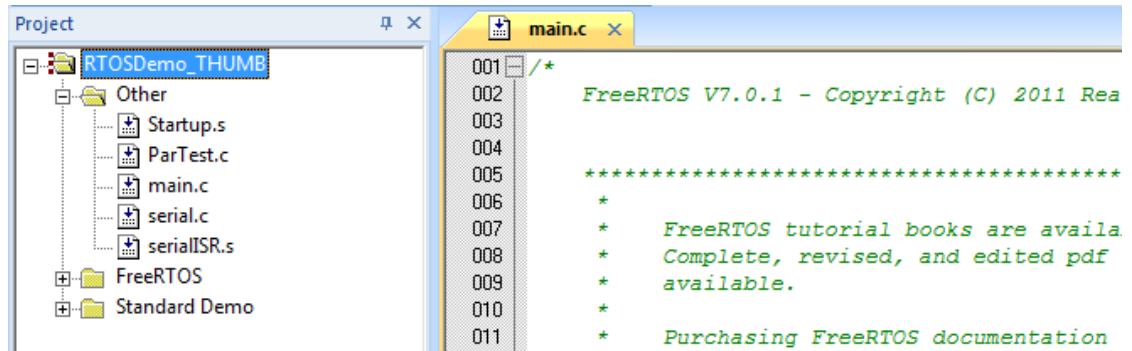 Project
RTOSDemo_THUMB
Other
Startup.s
ParTest.c
main.c
serial.c
serialISR.s
FreeRTOS
Standard Demo
main.c
001 /*
002 FreeRTOS V7.0.1 - Copyright (C) 2011 Rea
003
004
005 ****************************************
006 *
007 * FreeRTOS tutorial books are availa
008 * Complete, revised, and edited pdf
009 * available.
010 *
011 * Purchasing FreeRTOS documentation